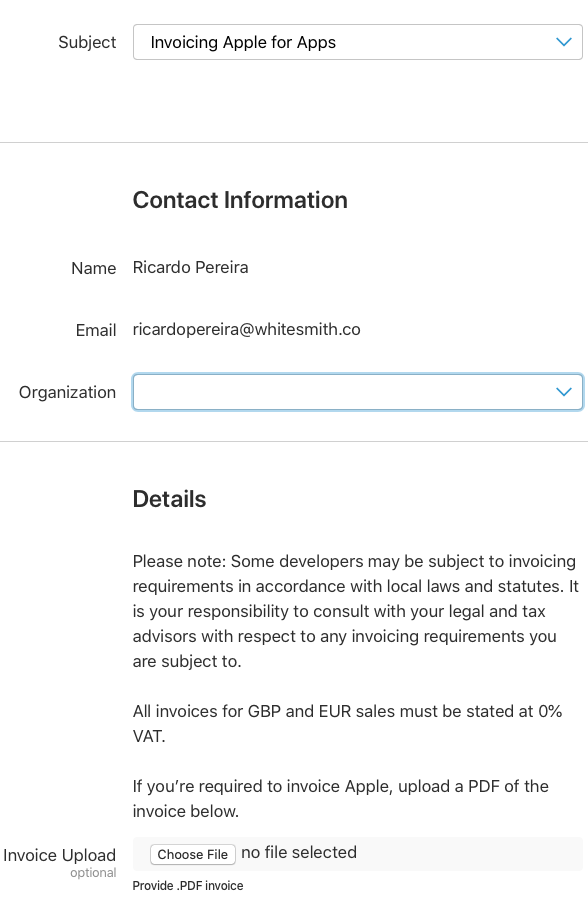 Subject
Invoicing Apple for Apps
Contact Information
Name
Ricardo Pereira
Email
ricardopereira@whitesmith.co
Organization
Details
Please note: Some developers may be subject to invoicing
requirements in accordance with local laws and statutes. It
is your responsibility to consult with your legal and tax
advisors with respect to any invoicing requirements you
are subject to.
All invoices for GBP and EUR sales must be stated at 0%
VAT.
If you’re required to invoice Apple, upload a PDF of the
invoice below.
Invoice Upload
optional
Choose File
no file selected
Provide .PDF invoice